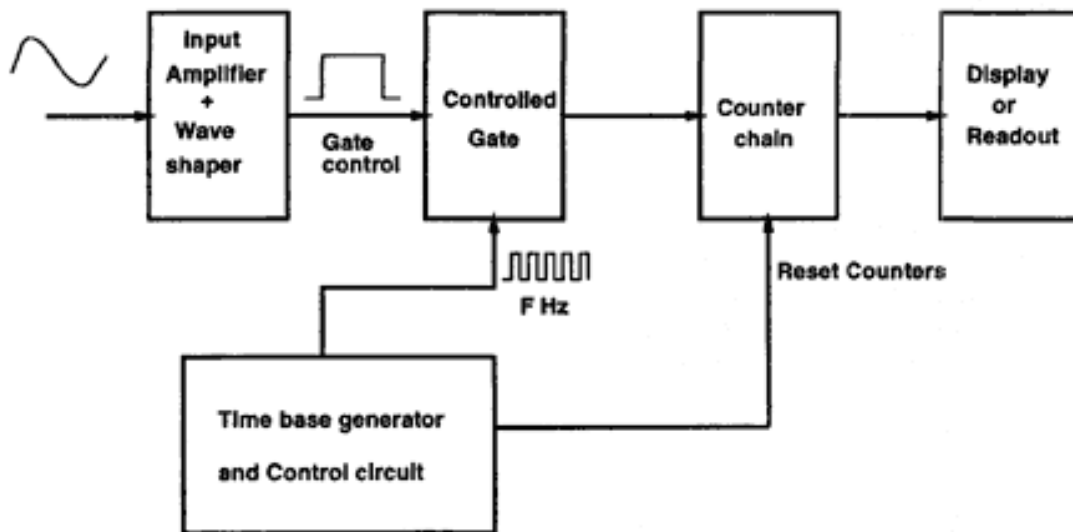 Input
Amplifier
+
Wave
shaper
Gate
control
Controlled
Gate
Counter
chain
Display
or
Readout
F Hz
Reset Counters
Time base generator
and Control circuit